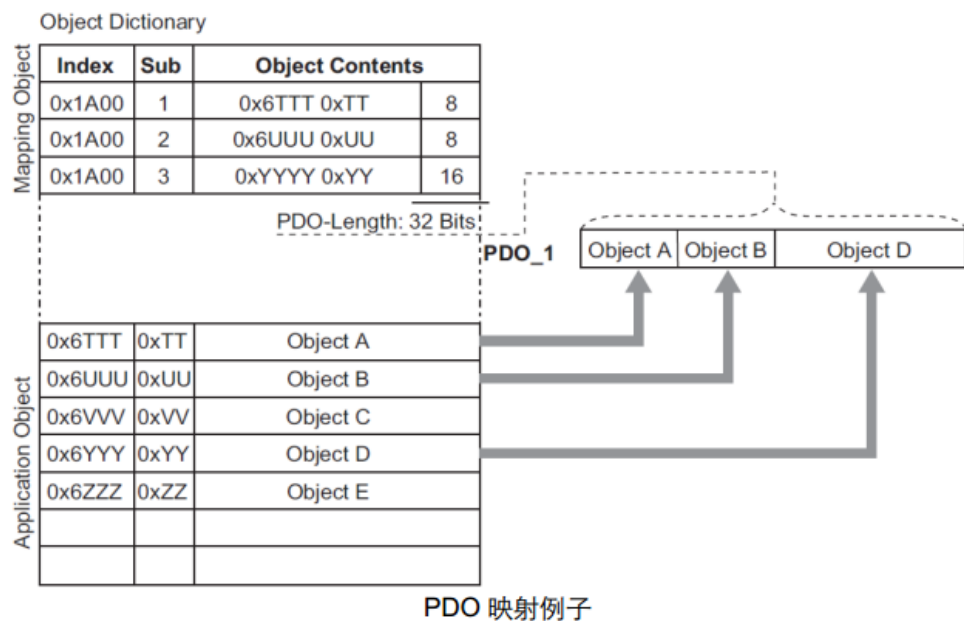 Object Dictionary
Mapping Object
Index Sub Object Contents
0x1A00 1 0x6TTT 0xTT 8
0x1A00 2 0x6UUU 0xUU 8
0x1A00 3 0xYYYY 0xYY 16
PDO-Length: 32 Bits
PDO_1 Object A Object B Object D
Application Object
0x6TTT 0xTT Object A
0x6UUU 0xUU Object B
0x6VVV 0xVV Object C
0x6YYY 0xYY Object D
0x6ZZZ 0xZZ Object E
PDO 映射例子